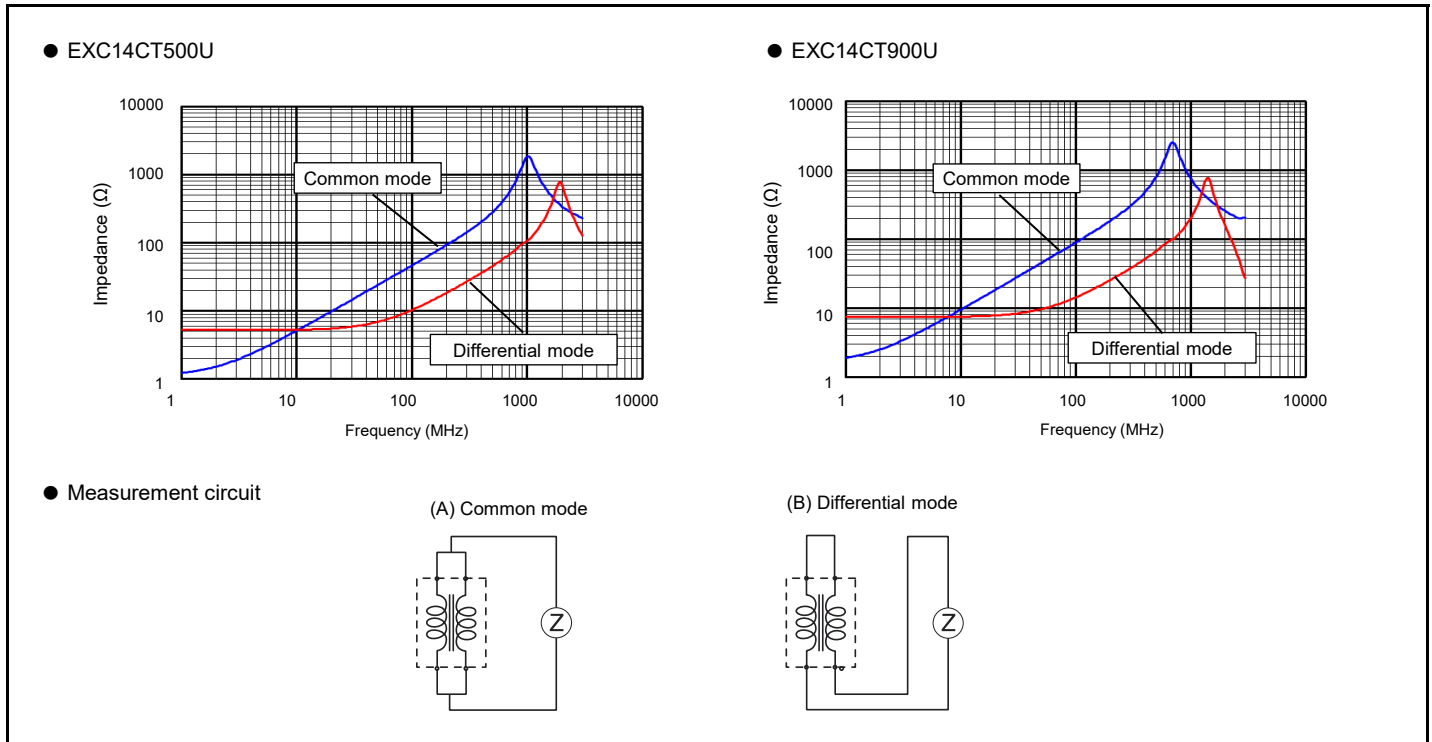 ● EXC14CT500U
10000
1000
100
10
1
Impedance (Ω)
Common mode
Differential mode
1 10 100 1000 10000
Frequency (MHz)
● EXC14CT900U
10000
1000
100
10
1
Impedance (Ω)
Common mode
Differential mode
1 10 100 1000 10000
Frequency (MHz)
● Measurement circuit
(A) Common mode
Z
(B) Differential mode
Z